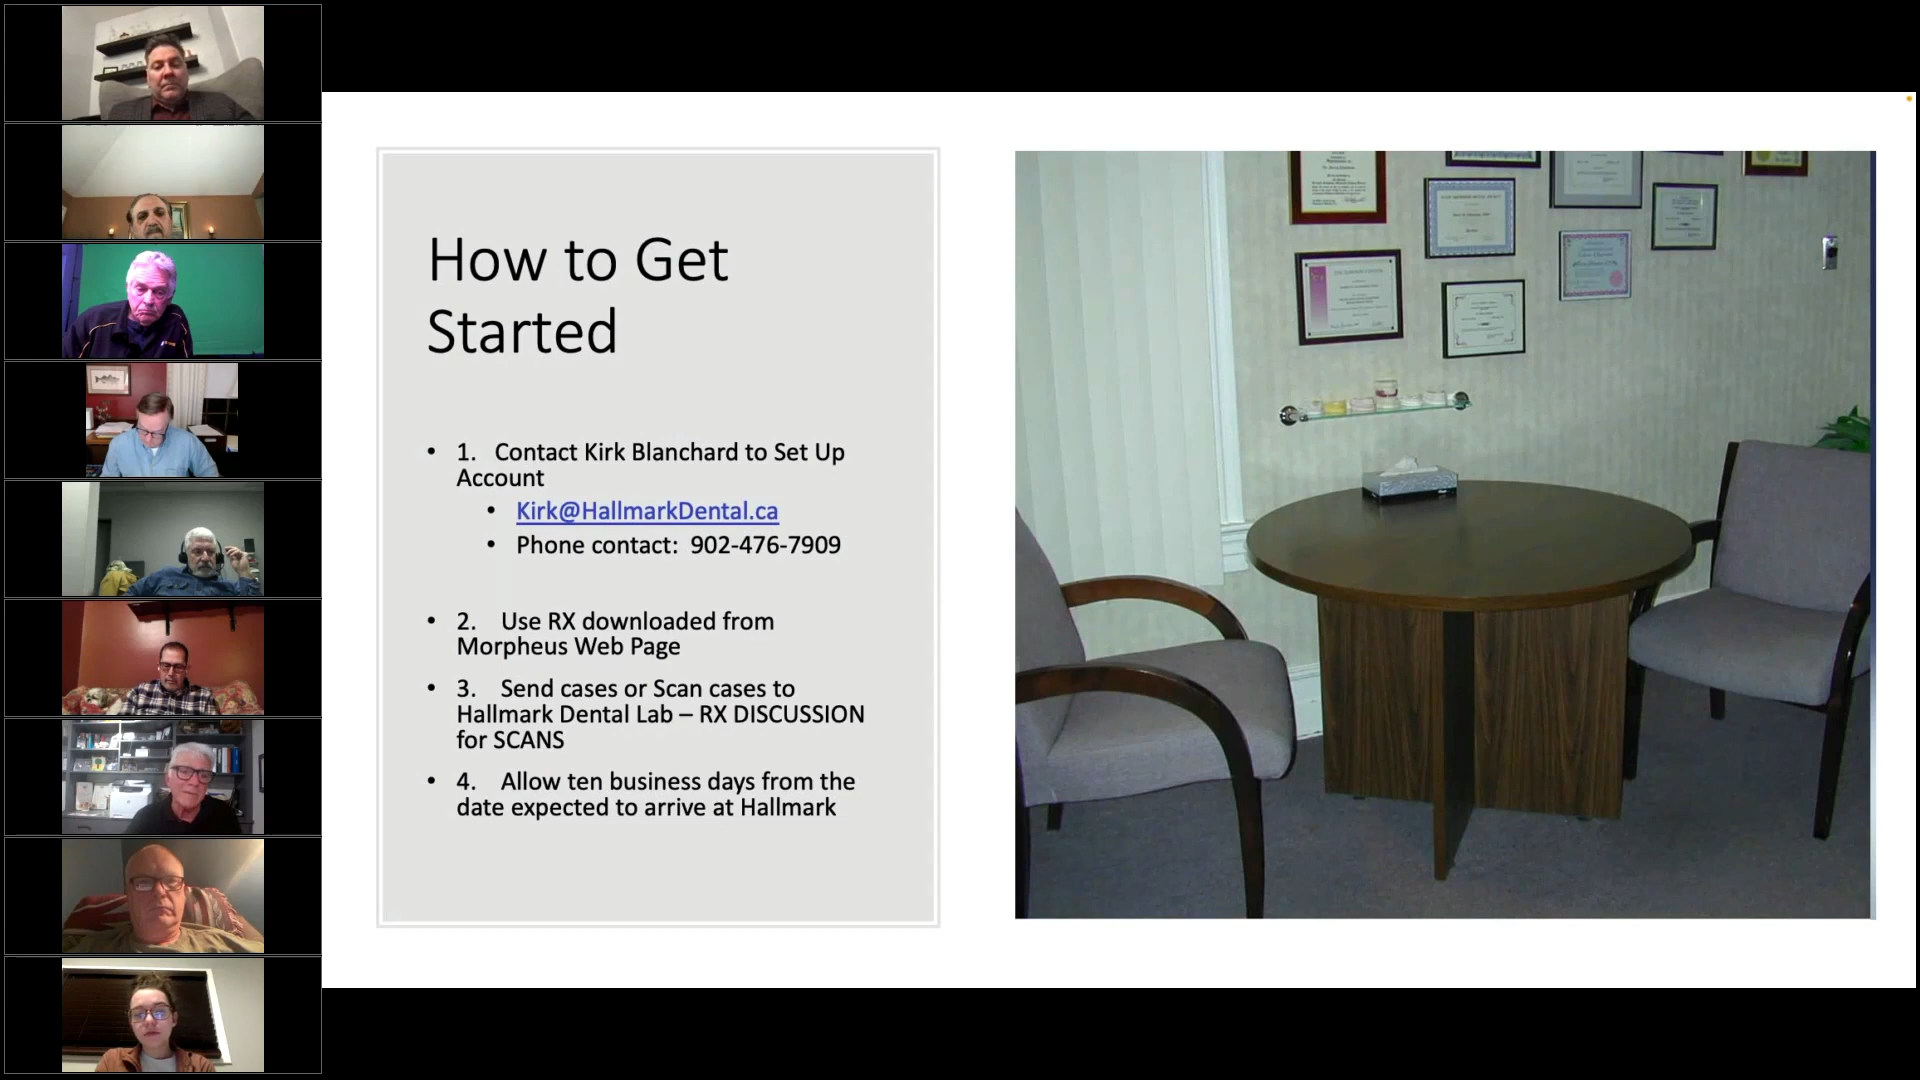 How to Get
Started
• 1. Contact Kirk Blanchard to Set Up
Account
• Kirk@HallmarkDental.ca
• Phone contact: 902-476-7909
• 2. Use RX downloaded from
Morpheus Web Page
• 3. Send cases or Scan cases to
Hallmark Dental Lab – RX DISCUSSION
for SCANS
• 4. Allow ten business days from the
date expected to arrive at Hallmark